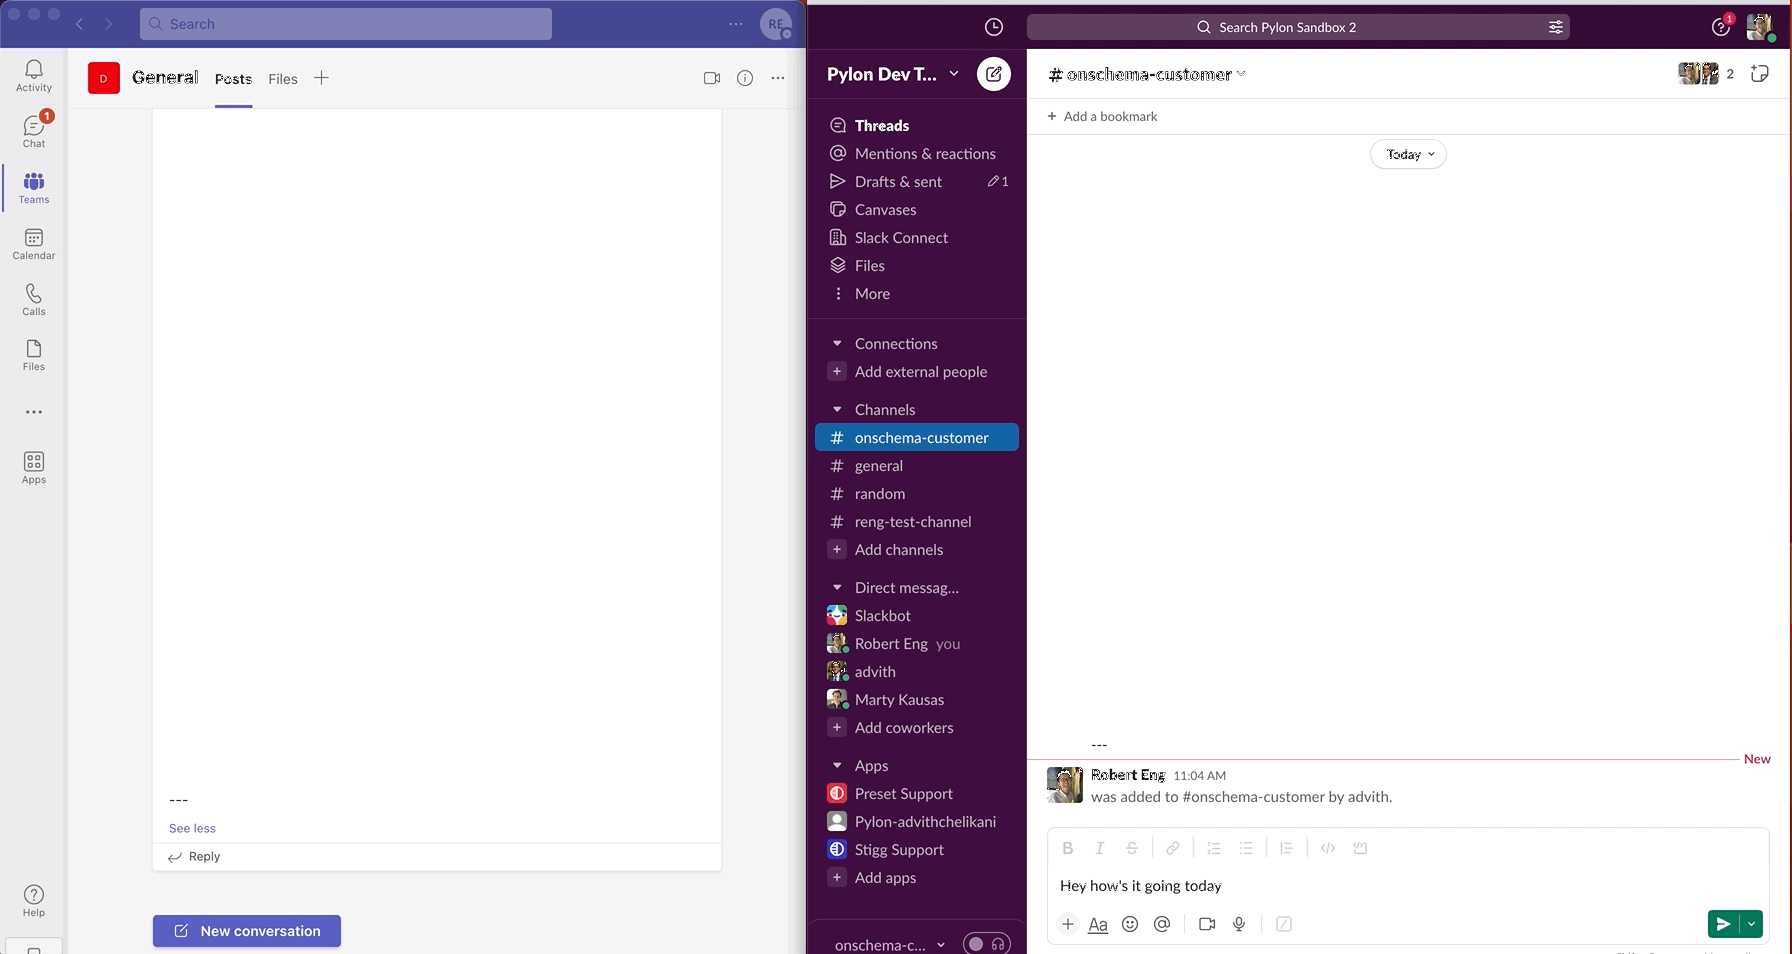 Search
RE
Activity
1
Chat
Teams
Calendar
Calls
Files
Apps
Help
D
General
Posts
Files
---
See less
Reply
New conversation
Search Pylon Sandbox 2
1
Pylon Dev T...
Threads
Mentions & reactions
Drafts & sent
1
Canvases
Slack Connect
Files
More
Connections
Add external people
Channels
# onschema-customer
# general
# random
# reng-test-channel
Add channels
Direct messag...
Slackbot
Robert Eng you
advith
Marty Kausas
Add coworkers
Apps
Preset Support
Pylon-advithchelikani
Stigg Support
Add apps
onschema-c...
# onschema-customer
2
+ Add a bookmark
Today
---
New
Robert Eng 11:04 AM
was added to #onschema-customer by advith.
Hey how's it going today
Aa